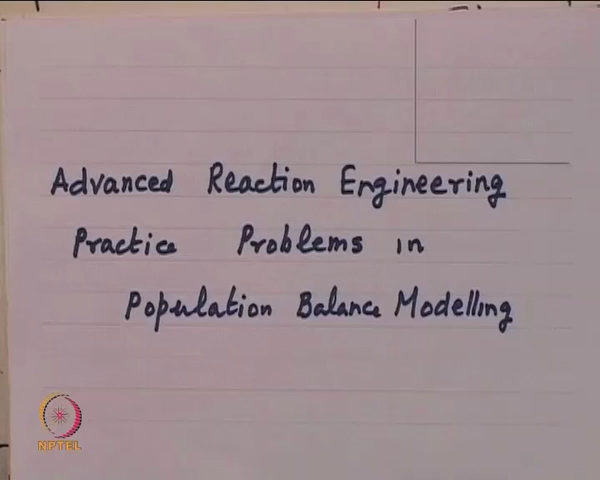 Advanced Reaction Engineering
Practice Problems in
Population Balance Modelling
NPTEL